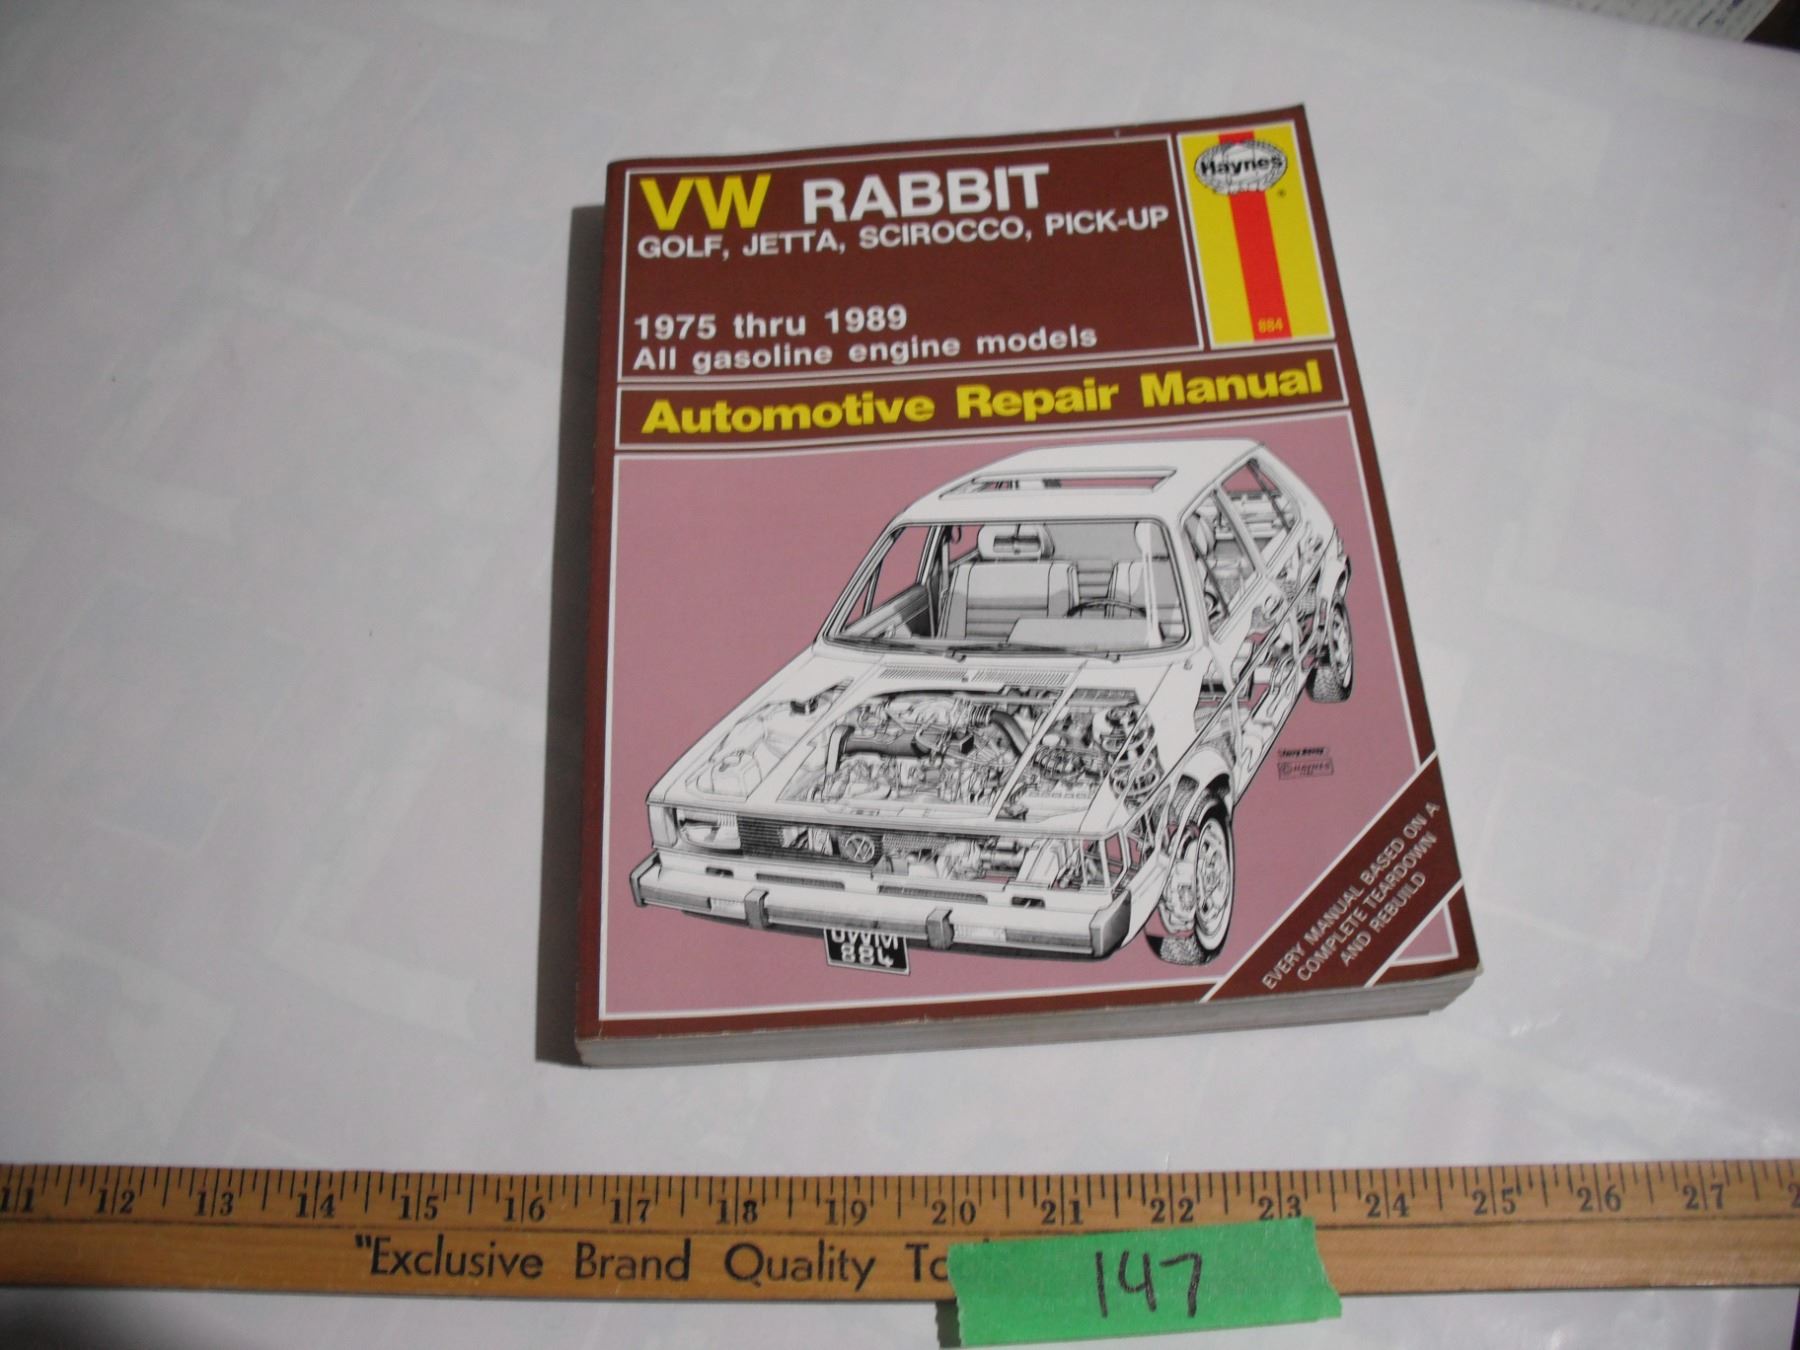 VW RABBIT
GOLF, JETTA, SCIROCCO, PICK-UP
1975 thru 1989
All gasoline engine models
Haynes
®
884
Automotive Repair Manual
884
© HAYNES
EVERY MANUAL BASED ON A
COMPLETE TEARDOWN
AND REBUILD
11 12 13 14 15 16 17 18 19 20 21 22 23 24 25 26 27
"Exclusive Brand Quality To
147